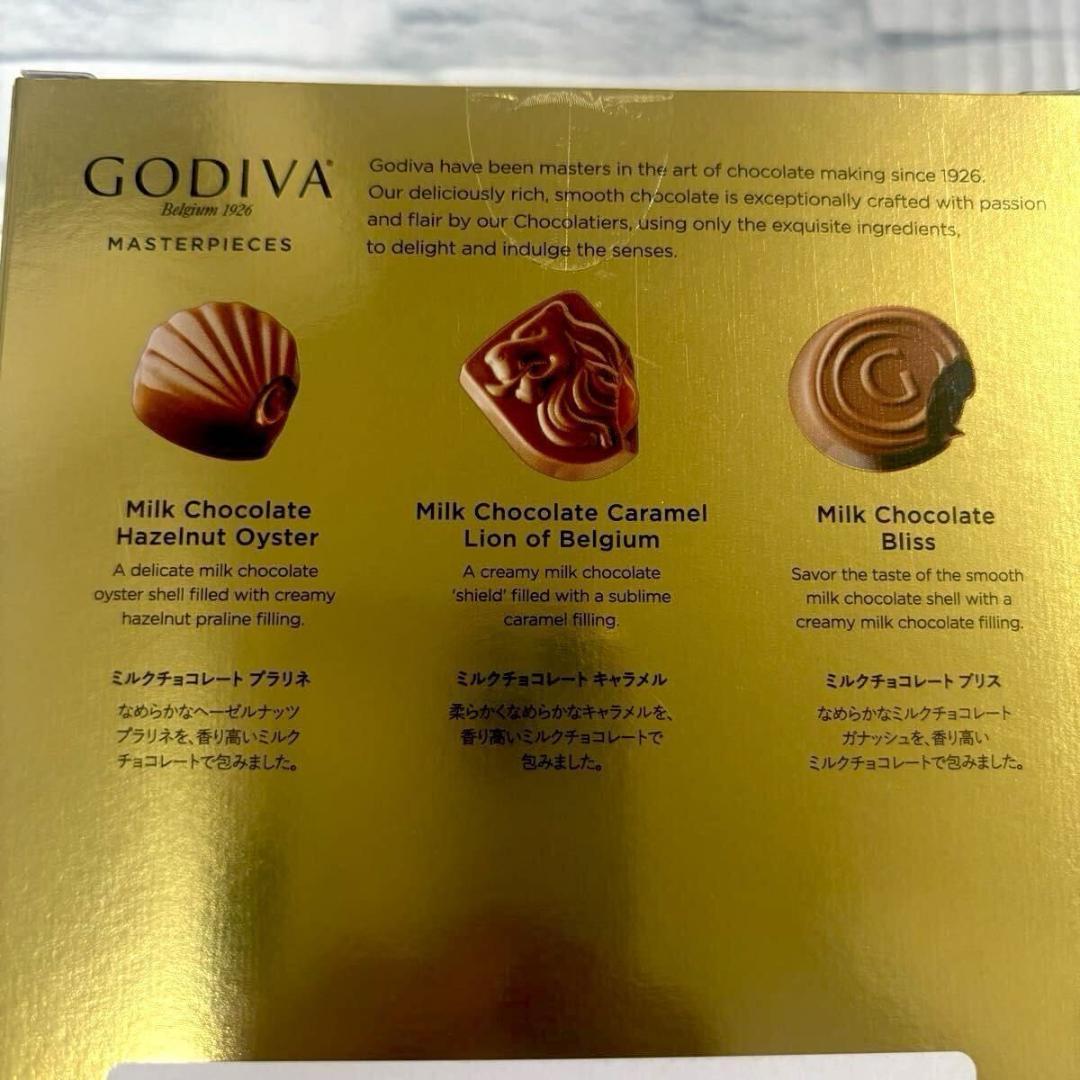 GODIVA®
Belgium 1926
MASTERPIECES
Godiva have been masters in the art of chocolate making since 1926.
Our deliciously rich, smooth chocolate is exceptionally crafted with passion
and flair by our Chocolatiers, using only the exquisite ingredients,
to delight and indulge the senses.
G
Milk Chocolate
Hazelnut Oyster
A delicate milk chocolate
oyster shell filled with creamy
hazelnut praline filling.
ミルクチョコレート プラリネ
なめらかなヘーゼルナッツ
プラリネを、香り高いミルク
チョコレートで包みました。
Milk Chocolate Caramel
Lion of Belgium
A creamy milk chocolate
'shield' filled with a sublime
caramel filling.
ミルクチョコレート キャラメル
柔らかくなめらかなキャラメルを、
香り高いミルクチョコレートで
包みました。
Milk Chocolate
Bliss
Savor the taste of the smooth
milk chocolate shell with a
creamy milk chocolate filling.
ミルクチョコレート ブリス
なめらかなミルクチョコレート
ガナッシュを、香り高い
ミルクチョコレートで包みました。